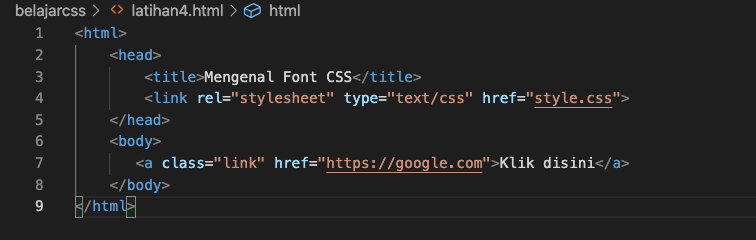 belajarcss > <> latihan4.html > html
1 <html>
2 <head>
3 <title>Mengenal Font CSS</title>
4 <link rel="stylesheet" type="text/css" href="style.css">
5 </head>
6 <body>
7 <a class="link" href="https://google.com">Klik disini</a>
8 </body>
9 </html>